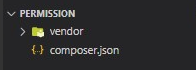 PERMISSION
vendor
{..} composer.json